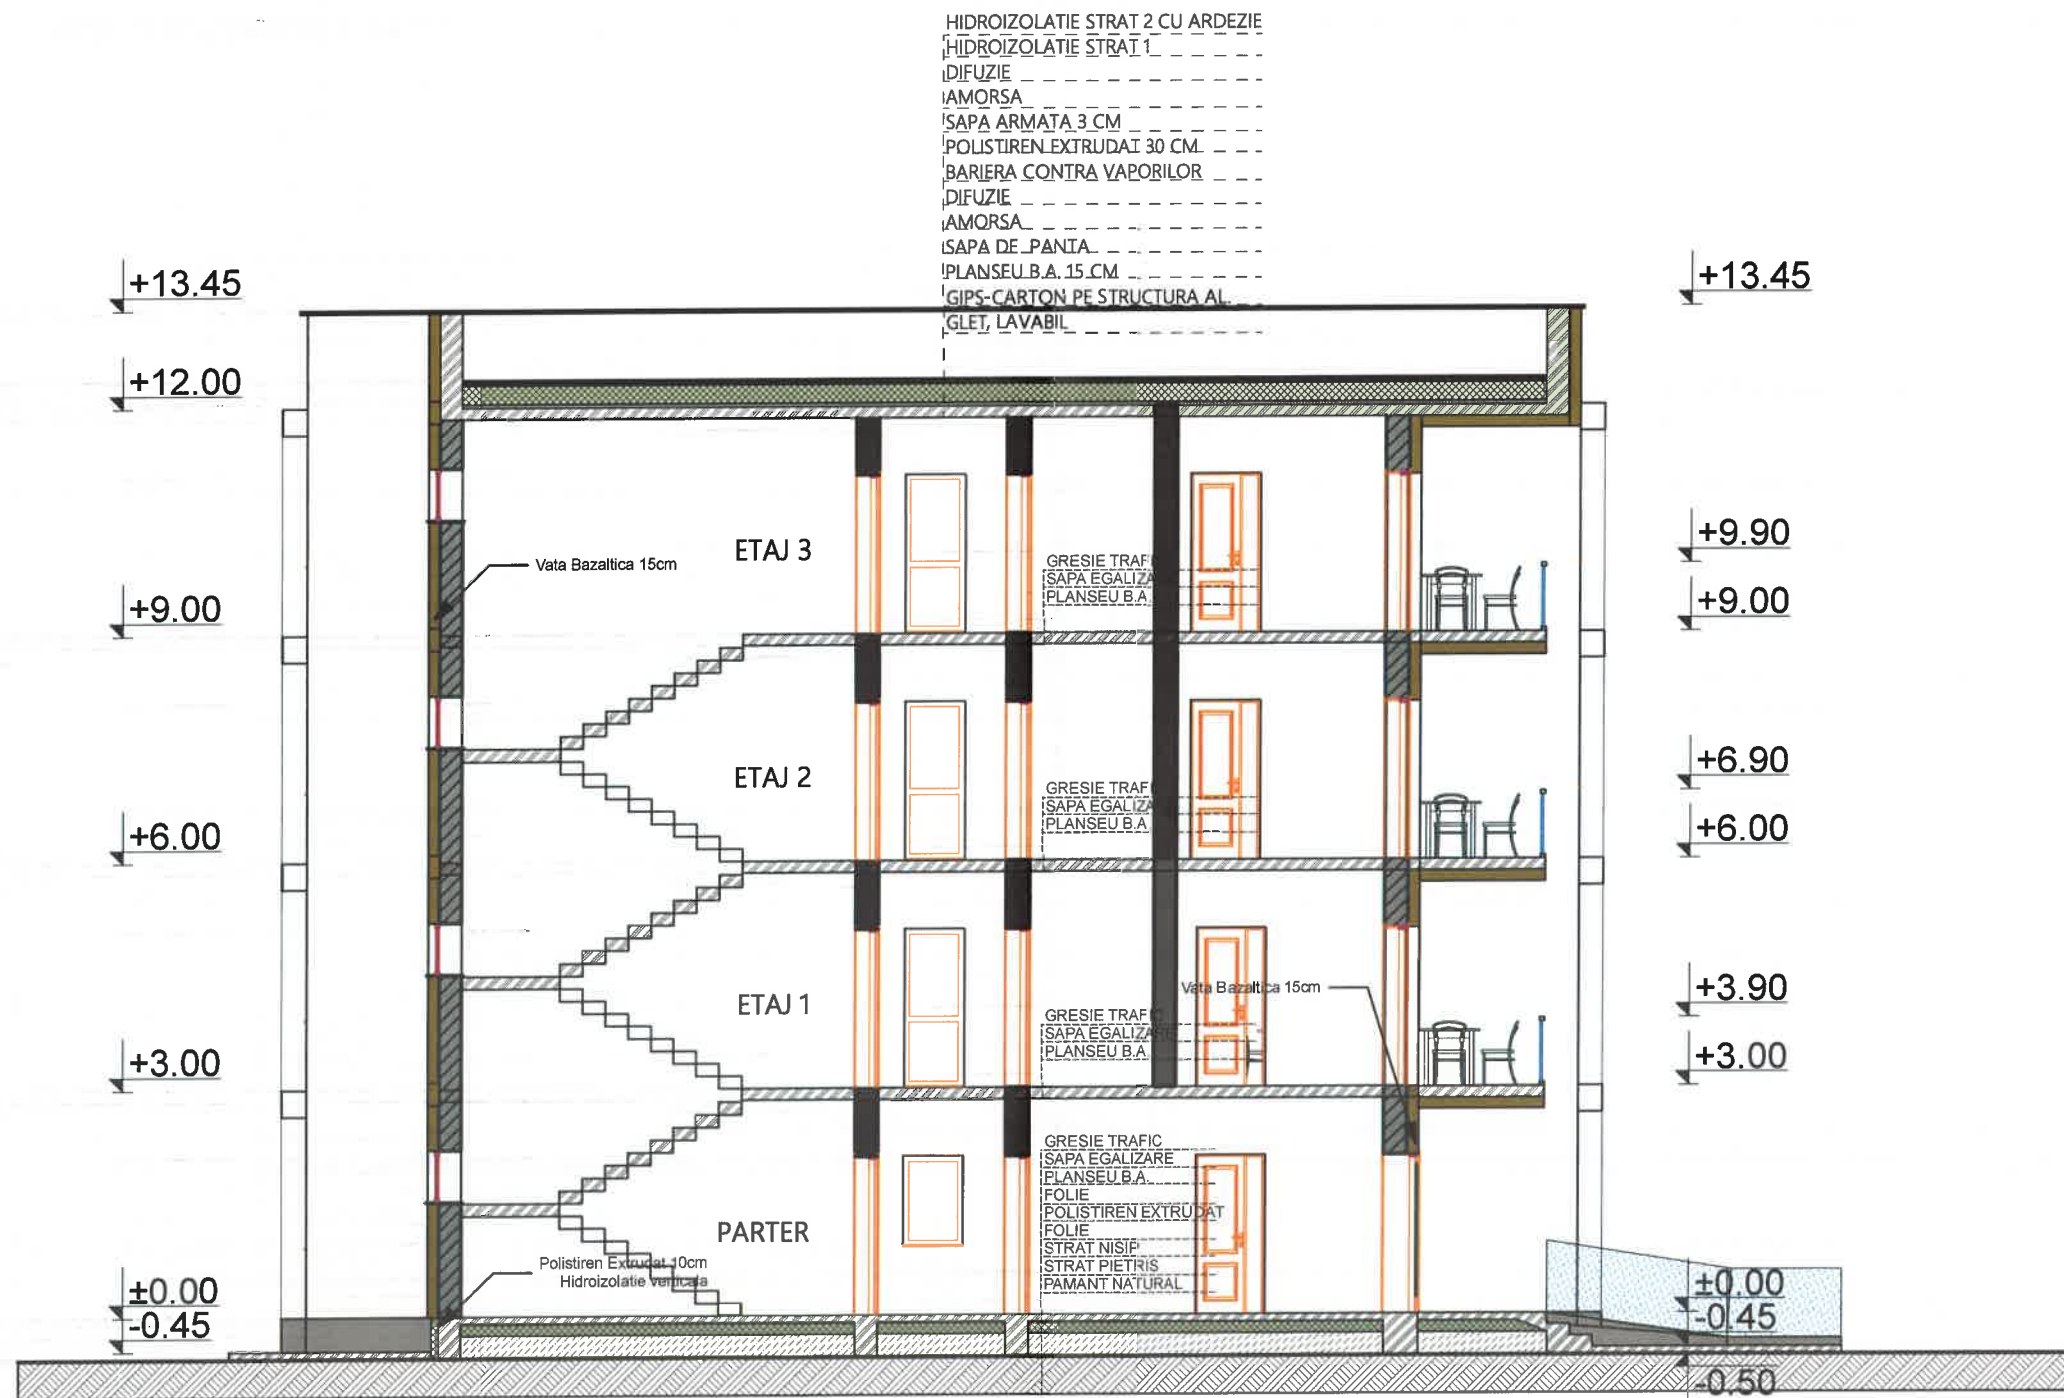 HIDROIZOLATIE STRAT 2 CU ARDEZIE
HIDROIZOLATIE STRAT 1
DIFUZIE
AMORSA
SAPA ARMATA 3 CM
POLISTIREN EXTRUDAT 30 CM
BARIERA CONTRA VAPORILOR
DIFUZIE
AMORSA
SAPA DE PANTA
PLANSEU B.A. 15 CM
GIPS-CARTON PE STRUCTURA AL.
GLET, LAVABIL
+13.45
+13.45
+12.00
ETAJ 3
Vata Bazaltica 15cm
GRESIE TRAFI
SAPA EGALIZA
PLANSEU B.A.
+9.90
+9.00
+9.00
ETAJ 2
GRESIE TRAFI
SAPA EGALIZA
PLANSEU B.A
+6.90
+6.00
+6.00
ETAJ 1
Vata Bazaltica 15cm
GRESIE TRAFIC
SAPA EGALIZARE
PLANSEU B.A.
+3.90
+3.00
+3.00
PARTER
GRESIE TRAFIC
SAPA EGALIZARE
PLANSEU B.A.
FOLIE
POLISTIREN EXTRUDAT
FOLIE
STRAT NISIP
STRAT PIETRIS
PAMANT NATURAL
Polistiren Extrudat 10cm
Hidroizolatie verticala
±0.00
-0.45
±0.00
-0.45
-0.50